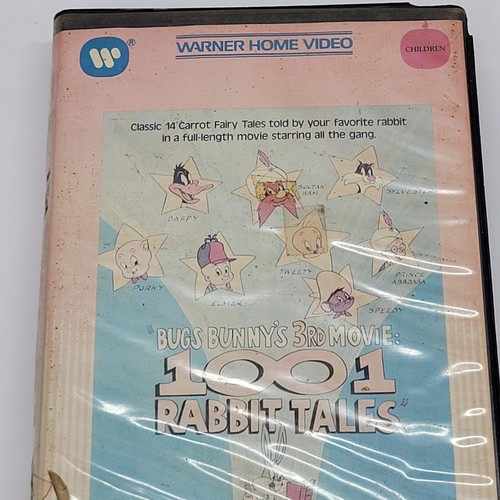 WARNER HOME VIDEO
®
CHILDREN
Classic 14 Carrot Fairy Tales told by your favorite rabbit
in a full-length movie starring all the gang.
DAFFY
SULTAN
SAM
SYLVESTER
PORKY
ELMER
TWEETY
PRINCE
ABADABA
SPEEDY
"BUGS BUNNY'S 3RD MOVIE:
1001
RABBIT TALES"